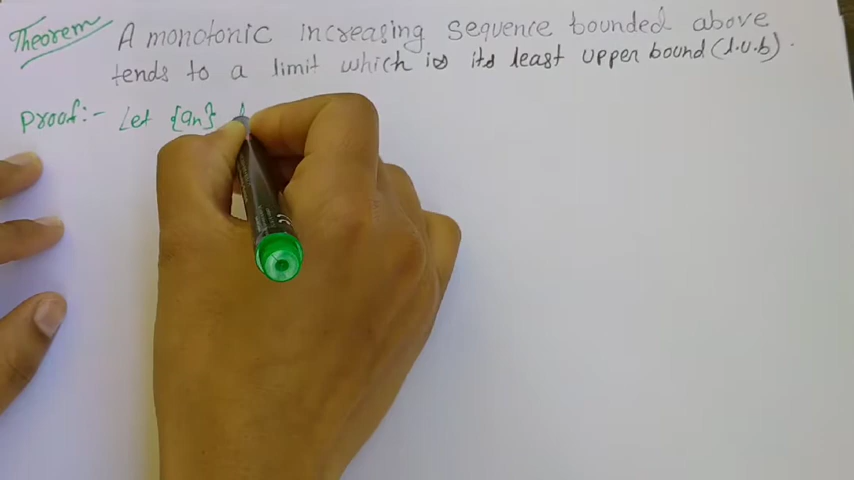 Theorem A monotonic increasing sequence bounded above
tends to a limit which is its least upper bound (l.u.b).
Proof:- Let {an}